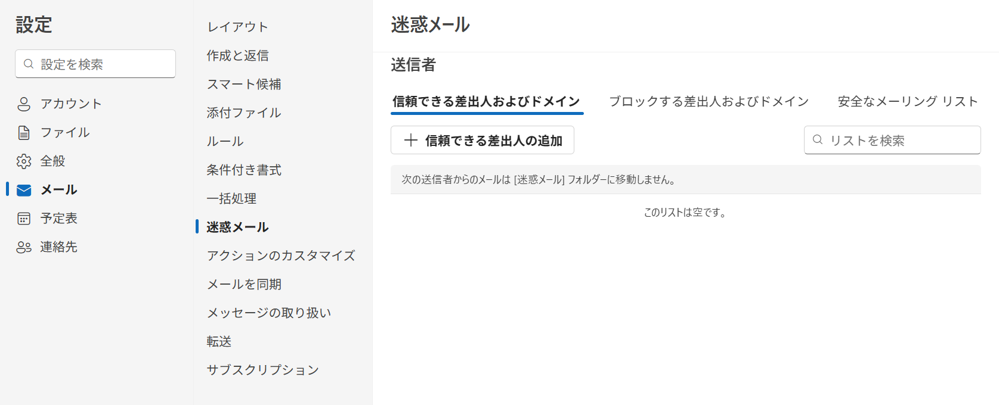 設定
設定を検索
アカウント
ファイル
全般
メール
予定表
連絡先
レイアウト
作成と返信
スマート候補
添付ファイル
ルール
条件付き書式
一括処理
迷惑メール
アクションのカスタマイズ
メールを同期
メッセージの取り扱い
転送
サブスクリプション
迷惑メール
送信者
信頼できる差出人およびドメイン
ブロックする差出人およびドメイン
安全なメーリング リスト
信頼できる差出人の追加
リストを検索
次の送信者からのメールは [迷惑メール] フォルダーに移動しません。
このリストは空です。